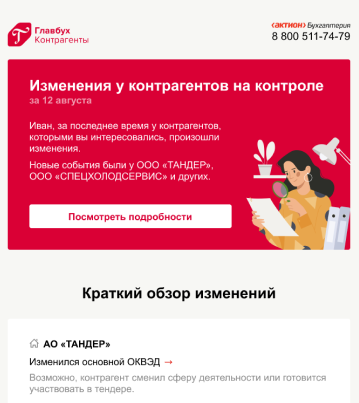 Главбух
Контрагенты
‹актион› Бухгалтерия
8 800 511-74-79
Изменения у контрагентов на контроле
за 12 августа
Иван, за последнее время у контрагентов,
которыми вы интересовались, произошли
изменения.
Новые события были у ООО «ТАНДЕР»,
ООО «СПЕЦХОЛОДСЕРВИС» и других.
Посмотреть подробности
Краткий обзор изменений
АО «ТАНДЕР»
Изменился основной ОКВЭД →
Возможно, контрагент сменил сферу деятельности или готовится
участвовать в тендере.